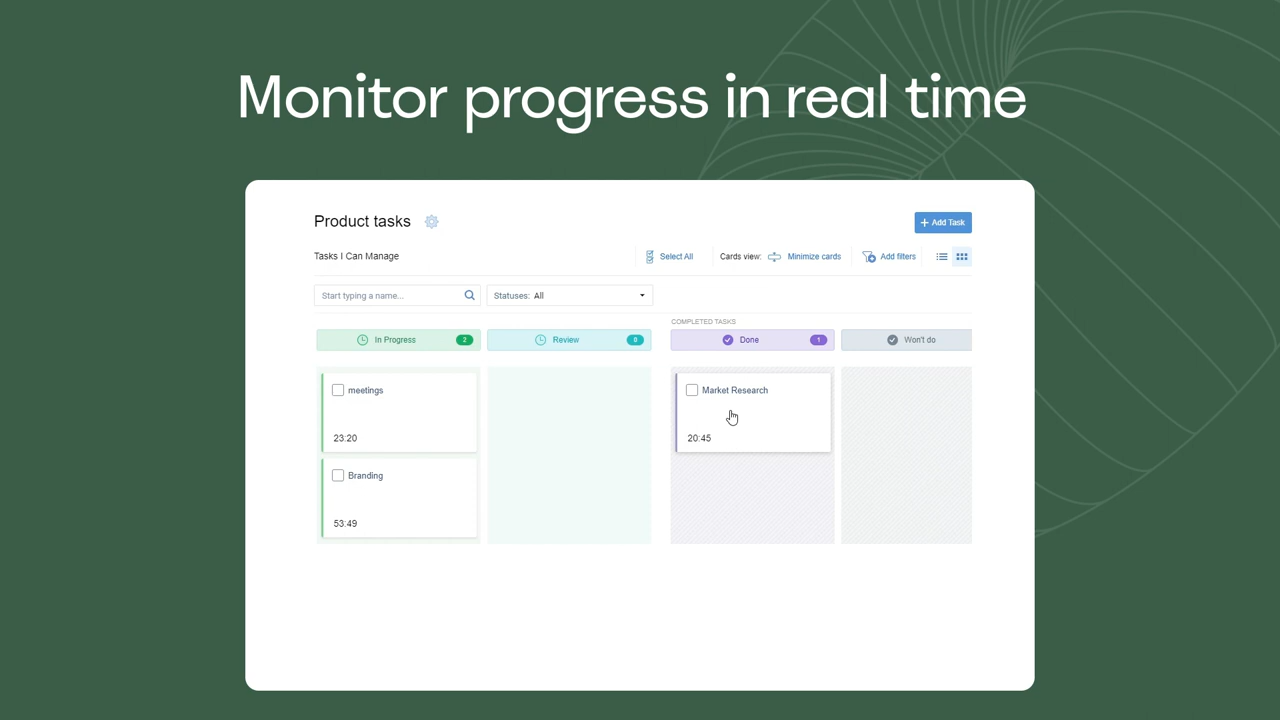 Monitor progress in real time
Product tasks
+ Add Task
Tasks I Can Manage
Select All
Cards view:
Minimize cards
Add filters
Start typing a name...
Statuses: All
COMPLETED TASKS
In Progress
2
Review
0
Done
1
Won't do
meetings
23:20
Market Research
20:45
Branding
53:49